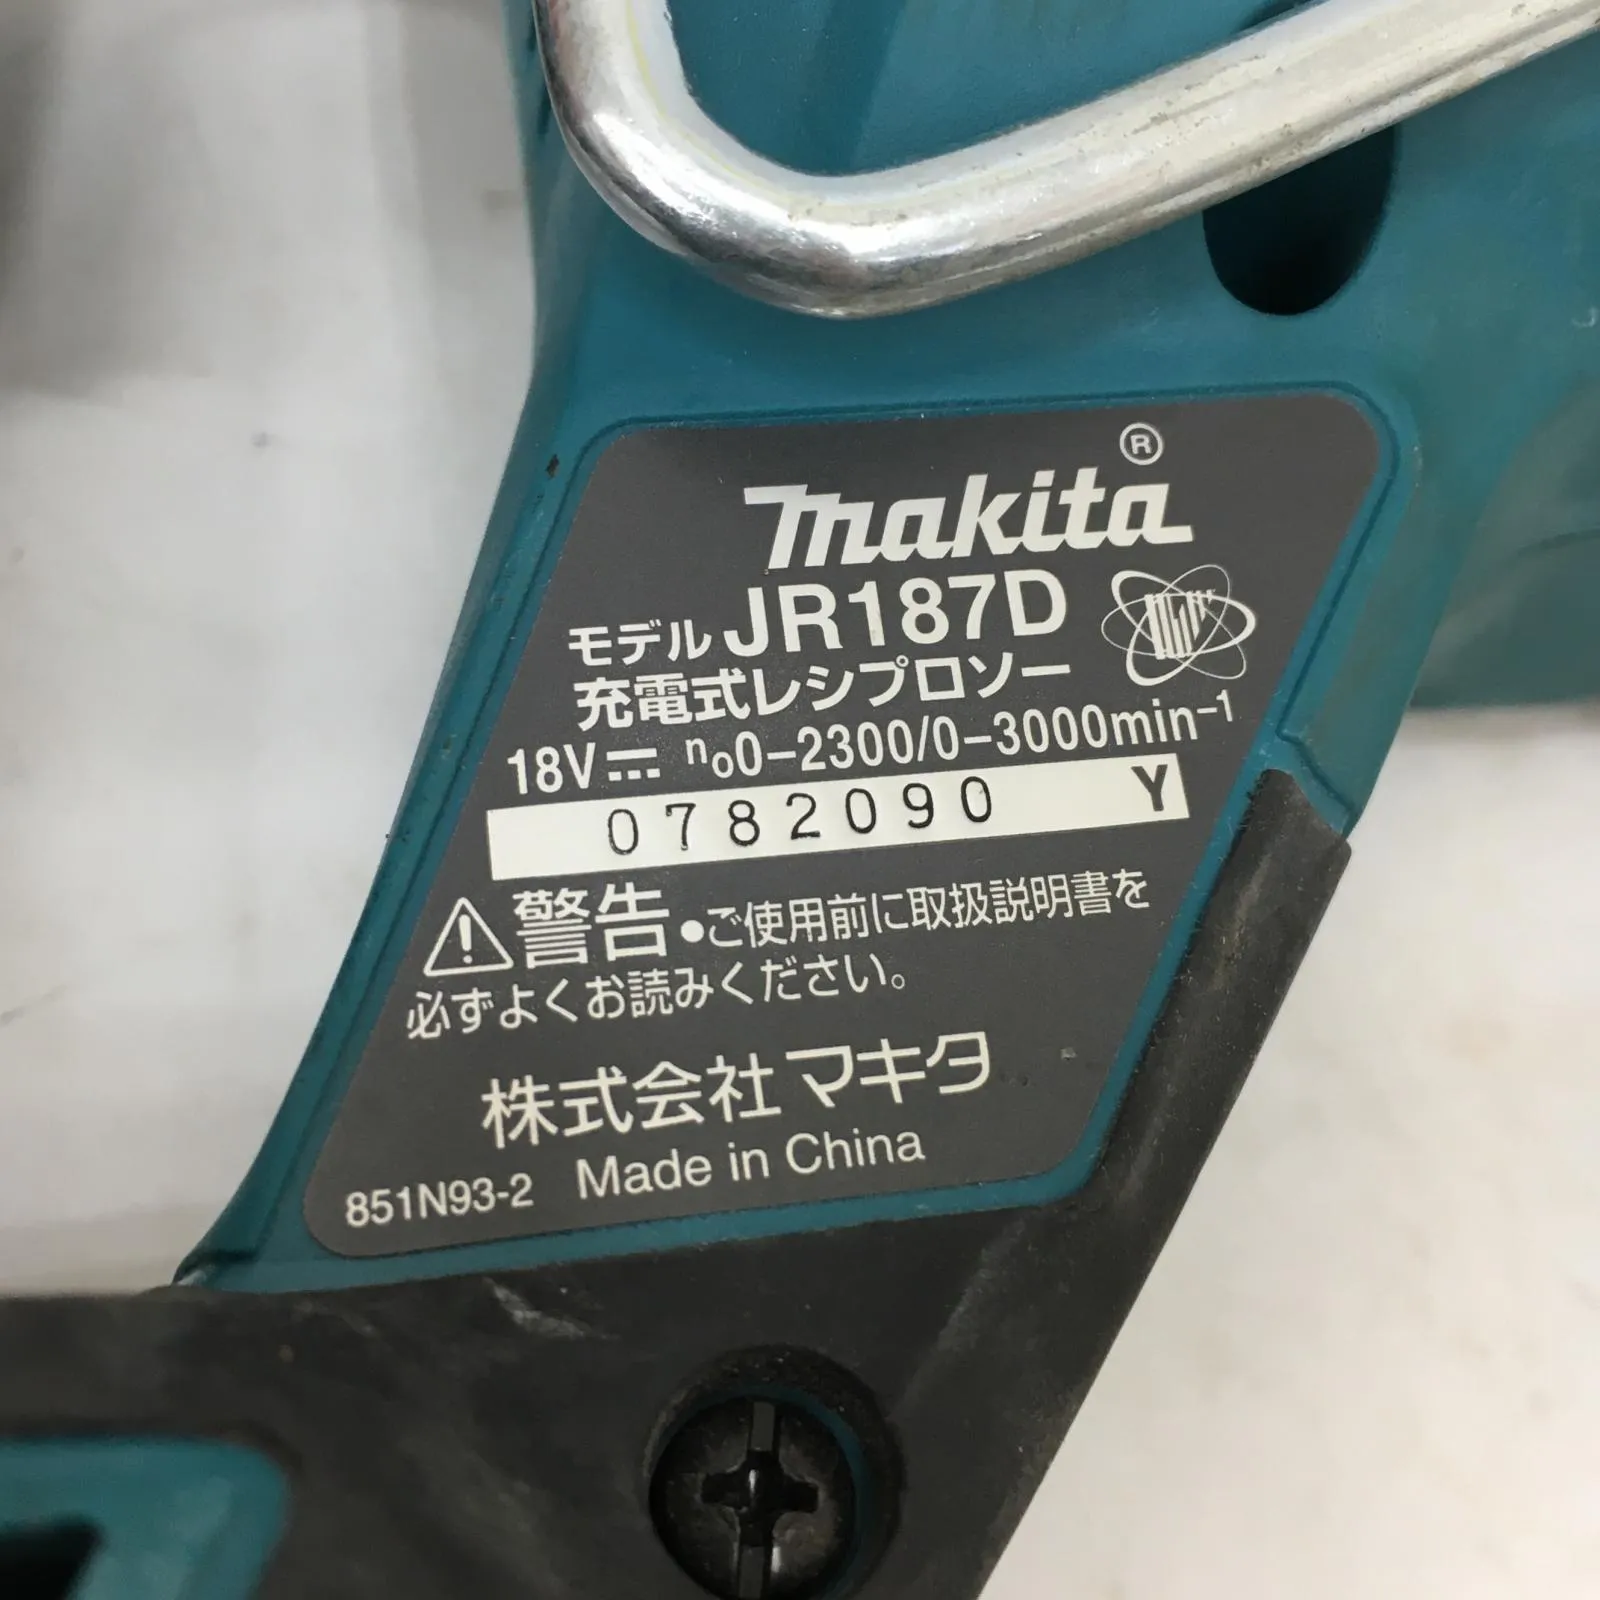 makita®
モデル JR187D
充電式レシプロソー
18V⎓ n₀0-2300/0-3000min⁻¹
0782090 Y
警告 ●ご使用前に取扱説明書を
必ずよくお読みください。
株式会社マキタ
851N93-2 Made in China